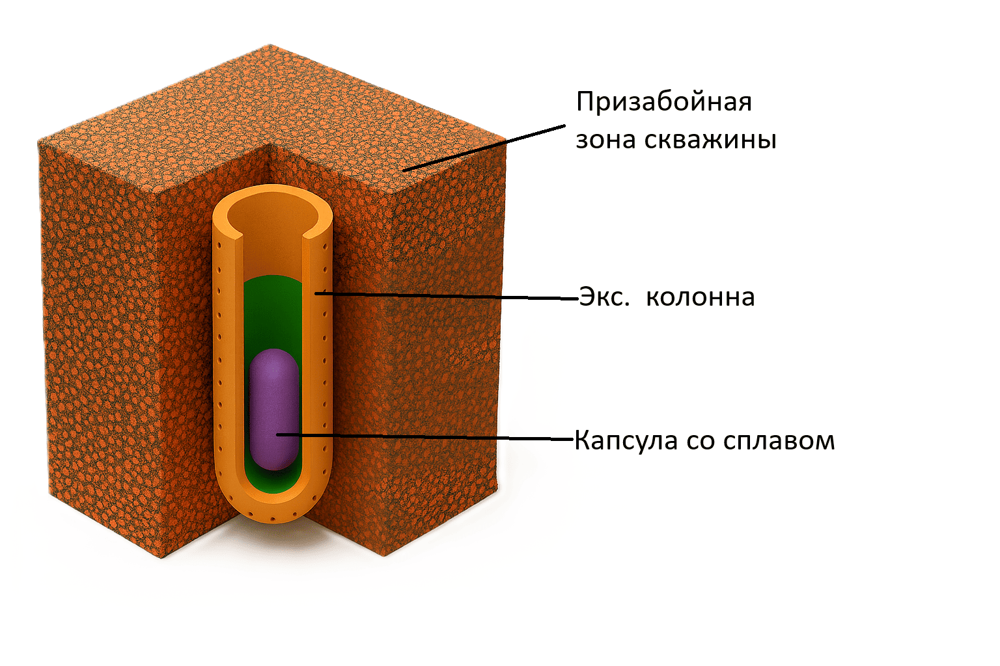 Призабойная
зона скважины
Экс. колонна
Капсула со сплавом